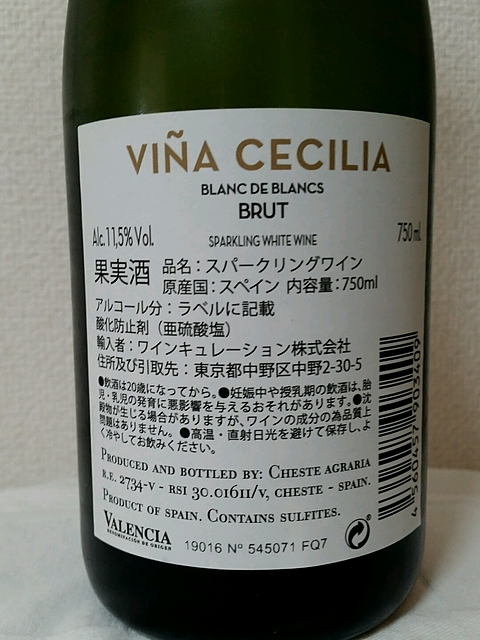 VIÑA CECILIA
BLANC DE BLANCS
BRUT
Alc.11,5% Vol.
SPARKLING WHITE WINE
750 ml
果実酒
品名:スパークリングワイン
原産国:スペイン 内容量:750ml
アルコール分:ラベルに記載
酸化防止剤(亜硫酸塩)
輸入者:ワインキュレーション株式会社
住所及び引取先:東京都中野区中野2-30-5
●飲酒は20歳になってから。●妊娠中や授乳期の飲酒は、胎
児・乳児の発育に悪影響を与えるおそれがあります。●沈
殿物が生じる場合がありますが、ワインの成分の為品質上
問題はありません。●高温・直射日光を避けて保存し、よ
く冷やしてお飲みください。
PRODUCED AND BOTTLED BY: CHESTE AGRARIA
R.E. 2734-V - RSI 30.01611/V, CHESTE - SPAIN.
PRODUCT OF SPAIN. CONTAINS SULFITES.
VALENCIA
DENOMINACIÓN DE ORIGEN
19016 Nº 545071 FQ7
4 560457 903409